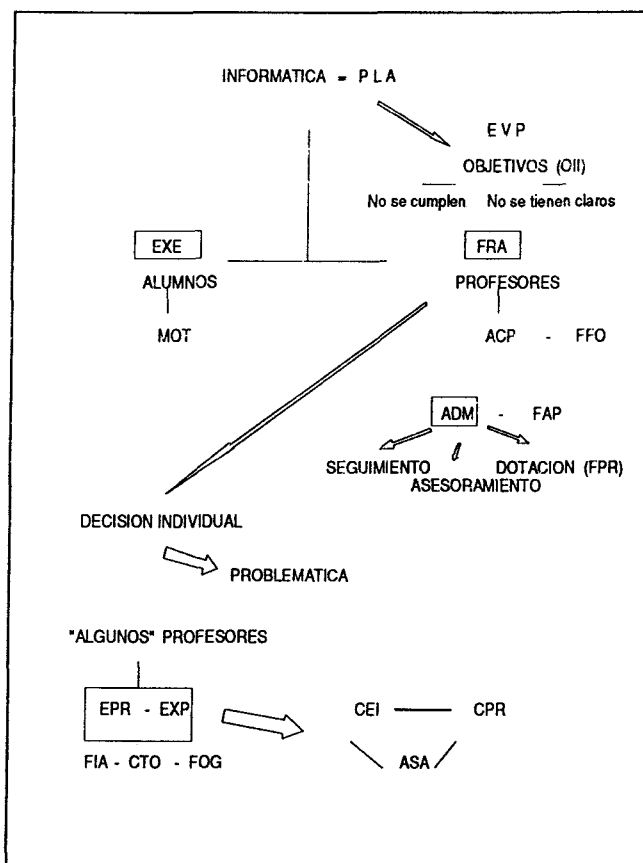 INFORMATICA = P L A
E V P
OBJETIVOS (OII)
No se cumplen No se tienen claros
EXE FRA
ALUMNOS PROFESORES
MOT ACP - FFO
ADM - FAP
SEGUIMIENTO DOTACION (FPR)
ASESORAMIENTO
DECISION INDIVIDUAL
PROBLEMATICA
"ALGUNOS" PROFESORES
EPR - EXP CEI CPR
FIA - CTO - FOG ASA